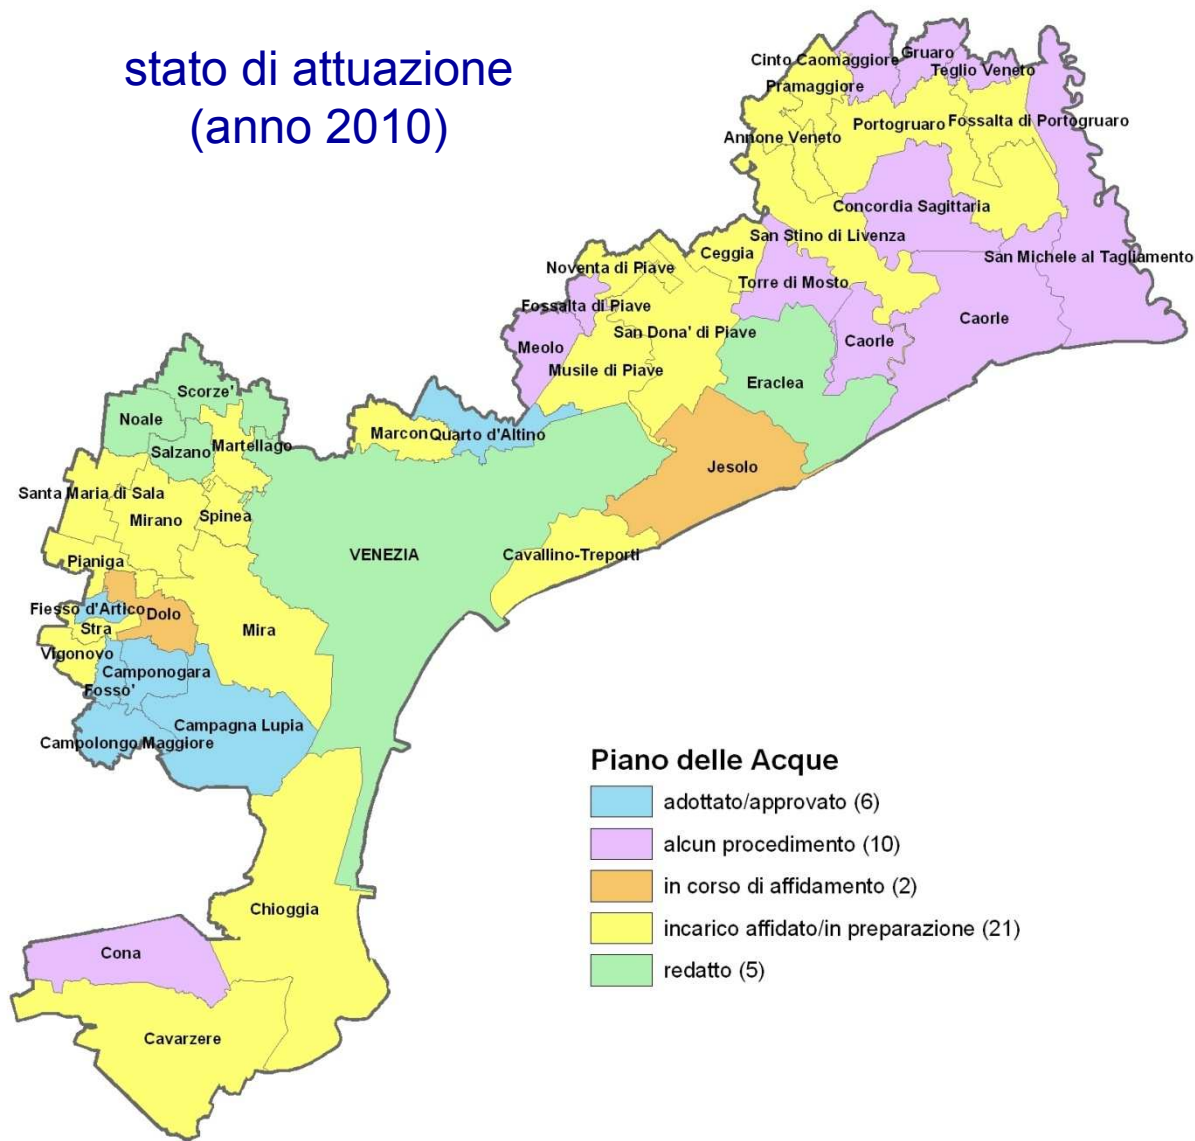 stato di attuazione
(anno 2010)
Cinto Caomaggiore
Gruaro
Teglio Veneto
Pramaggiore
Annone Veneto
Portogruaro
Fossalta di Portogruaro
Concordia Sagittaria
San Stino di Livenza
San Michele al Tagliamento
Ceggia
Noventa di Piave
Torre di Mosto
Fossalta di Piave
San Dona' di Piave
Caorle
Caorle
Meolo
Musile di Piave
Eraclea
Scorze'
Noale
Martellago
Salzano
Marcon
Quarto d'Altino
Jesolo
Santa Maria di Sala
Mirano
Spinea
VENEZIA
Cavallino-Treporti
Pianiga
Fiesso d'Artico
Dolo
Stra
Mira
Vigonovo
Camponogara
Fosso'
Campagna Lupia
Campolongo Maggiore
Chioggia
Cona
Cavarzere
Piano delle Acque
adottato/approvato (6)
alcun procedimento (10)
in corso di affidamento (2)
incarico affidato/in preparazione (21)
redatto (5)